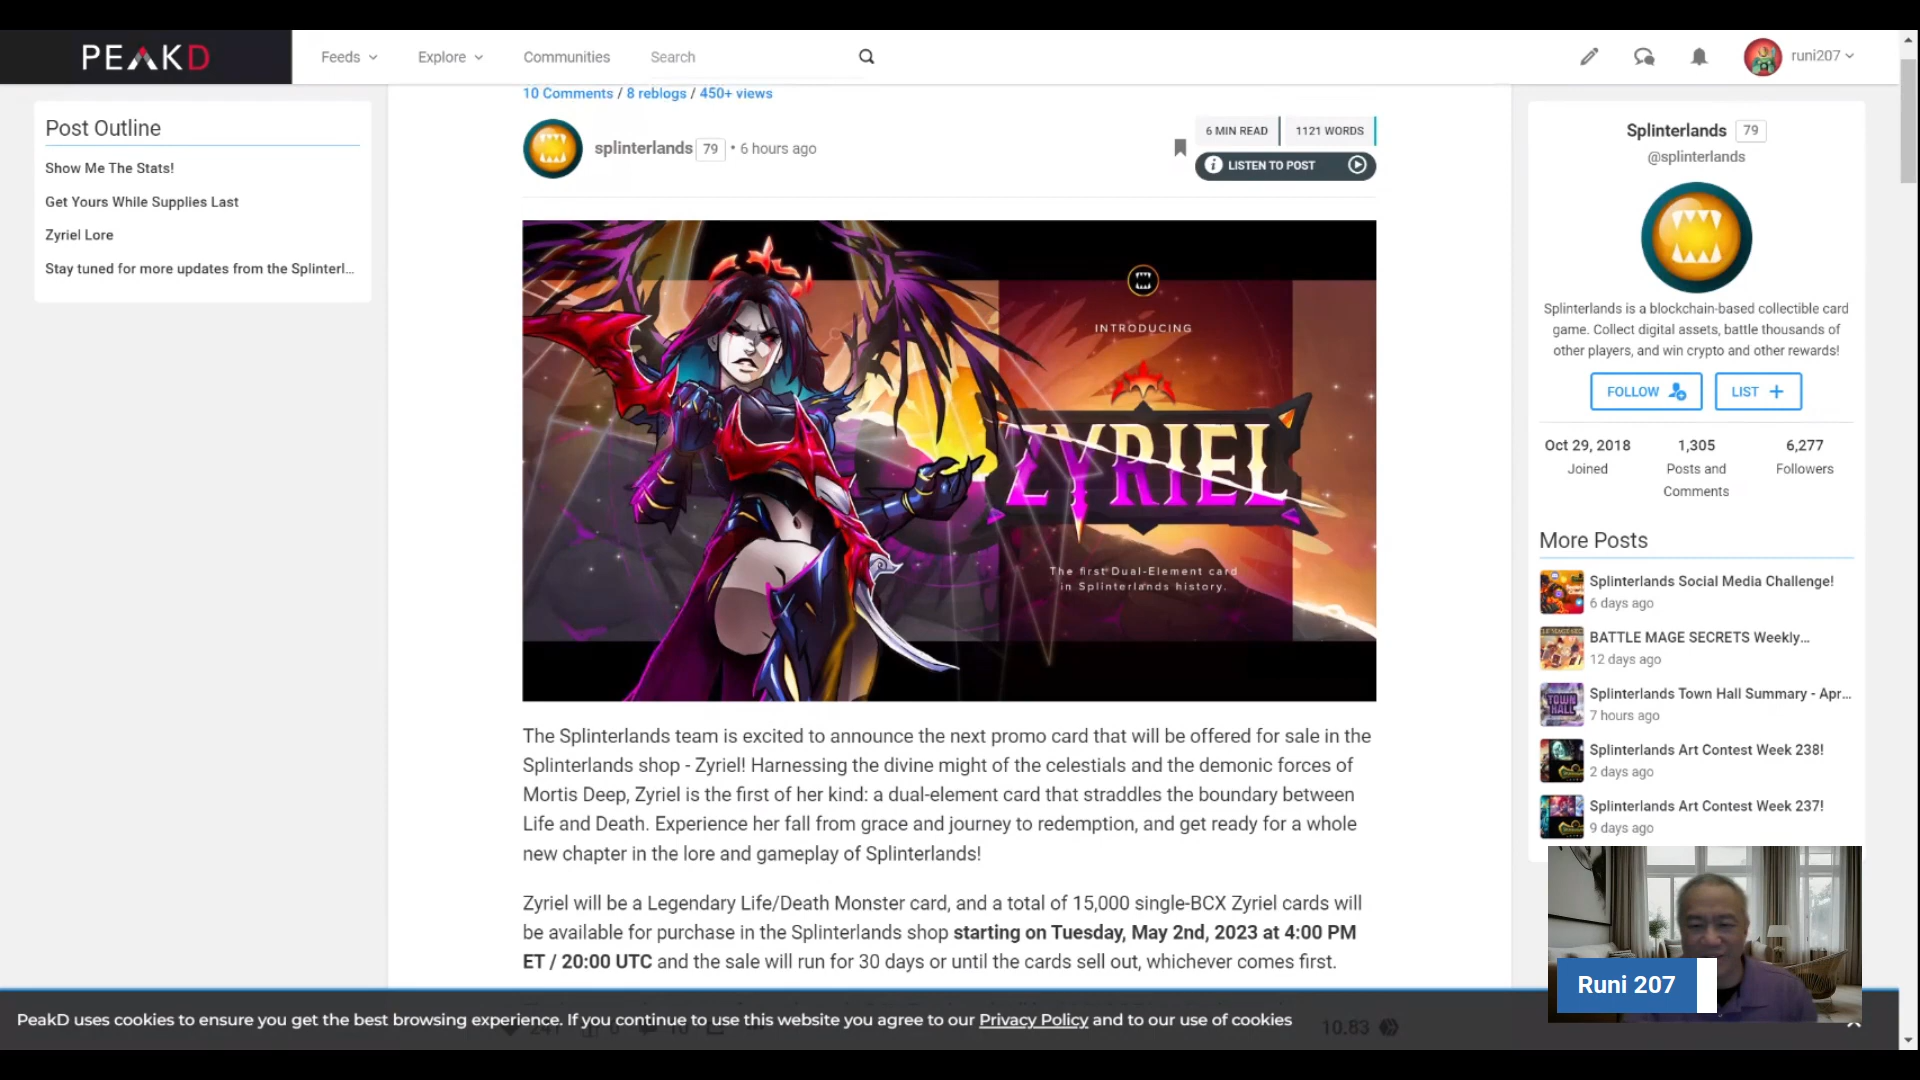 PEAKD
Feeds
Explore
Communities
Search
runi207
Post Outline
Show Me The Stats!
Get Yours While Supplies Last
Zyriel Lore
Stay tuned for more updates from the Splinterl...
10 Comments / 8 reblogs / 450+ views
splinterlands 79 • 6 hours ago
6 MIN READ
1121 WORDS
LISTEN TO POST
INTRODUCING
ZYRIEL
The first Dual-Element card
in Splinterlands history.
The Splinterlands team is excited to announce the next promo card that will be offered for sale in the
Splinterlands shop - Zyriel! Harnessing the divine might of the celestials and the demonic forces of
Mortis Deep, Zyriel is the first of her kind: a dual-element card that straddles the boundary between
Life and Death. Experience her fall from grace and journey to redemption, and get ready for a whole
new chapter in the lore and gameplay of Splinterlands!
Zyriel will be a Legendary Life/Death Monster card, and a total of 15,000 single-BCX Zyriel cards will
be available for purchase in the Splinterlands shop starting on Tuesday, May 2nd, 2023 at 4:00 PM
ET / 20:00 UTC and the sale will run for 30 days or until the cards sell out, whichever comes first.
Splinterlands 79
@splinterlands
Splinterlands is a blockchain-based collectible card
game. Collect digital assets, battle thousands of
other players, and win crypto and other rewards!
FOLLOW
LIST
Oct 29, 2018
Joined
1,305
Posts and
Comments
6,277
Followers
More Posts
Splinterlands Social Media Challenge!
6 days ago
BATTLE MAGE SECRETS Weekly...
12 days ago
TOWN
HALL
Splinterlands Town Hall Summary - Apr...
7 hours ago
Splinterlands Art Contest Week 238!
2 days ago
Splinterlands Art Contest Week 237!
9 days ago
Runi 207
PeakD uses cookies to ensure you get the best browsing experience. If you continue to use this website you agree to our Privacy Policy and to our use of cookies
10.83